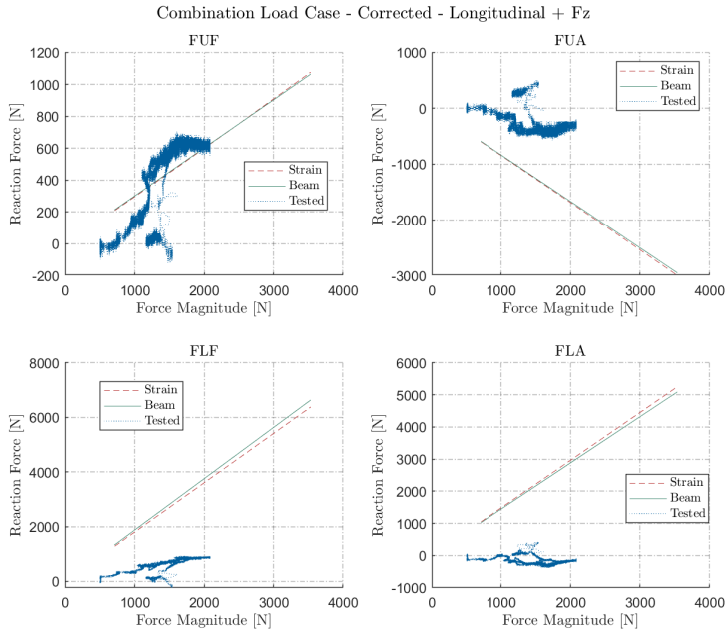 Combination Load Case - Corrected - Longitudinal + Fz
FUF
1200
1000
800
600
400
200
0
-200
0
1000
2000
3000
4000
Reaction Force [N]
Force Magnitude [N]
Strain
Beam
Tested
FUA
1000
0
-1000
-2000
-3000
0
1000
2000
3000
4000
Reaction Force [N]
Force Magnitude [N]
Strain
Beam
Tested
FLF
8000
6000
4000
2000
0
0
1000
2000
3000
4000
Reaction Force [N]
Force Magnitude [N]
Strain
Beam
Tested
FLA
6000
5000
4000
3000
2000
1000
0
-1000
0
1000
2000
3000
4000
Reaction Force [N]
Force Magnitude [N]
Strain
Beam
Tested